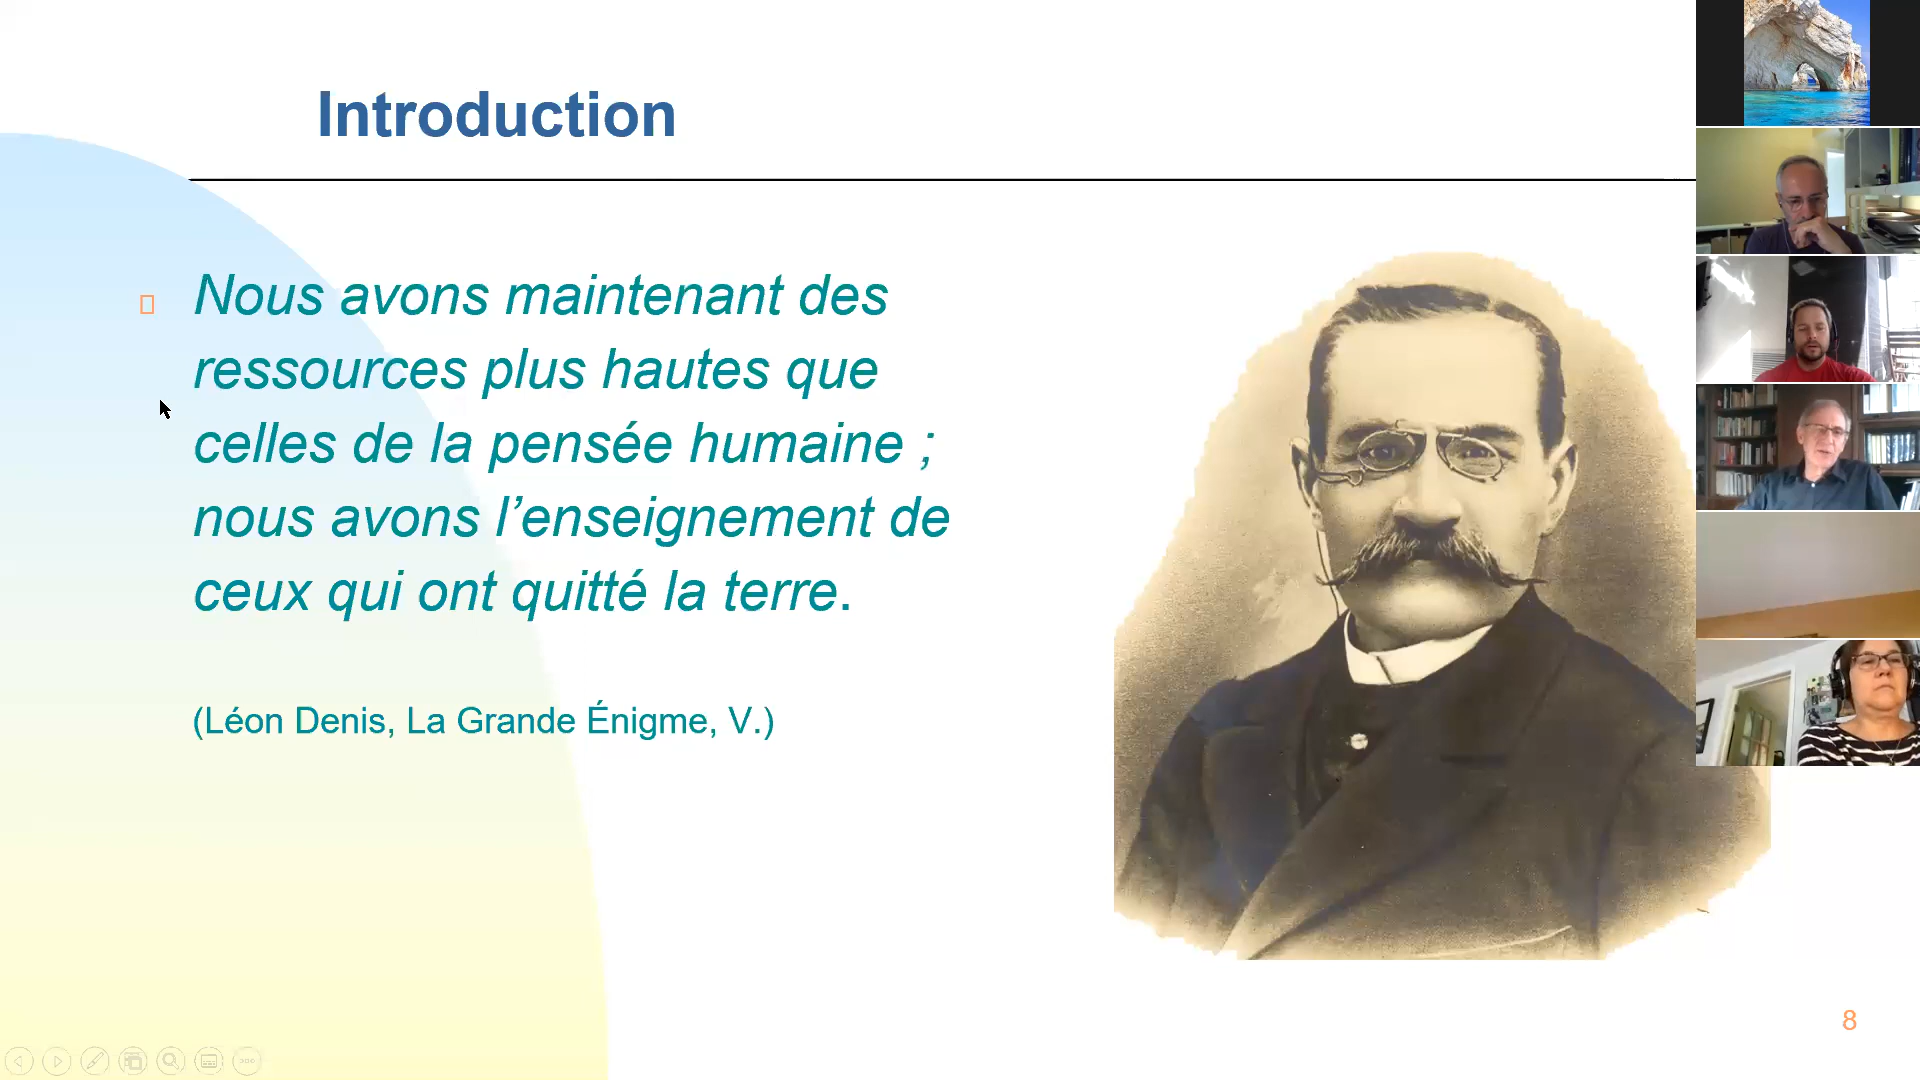 Introduction
Nous avons maintenant des
ressources plus hautes que
celles de la pensée humaine ;
nous avons l’enseignement de
ceux qui ont quitté la terre.
(Léon Denis, La Grande Énigme, V.)
8